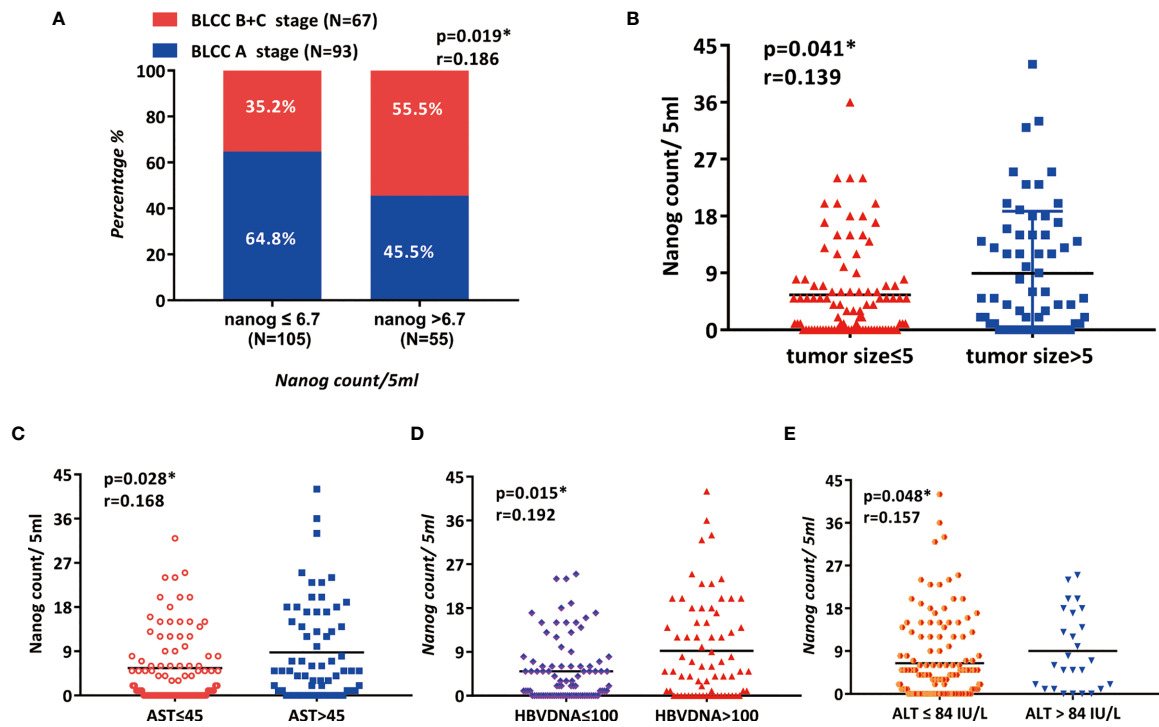 A
BLCC B+C stage (N=67)
BLCC A stage (N=93)
p=0.019*
r=0.186
Percentage %
100
80
60
40
20
0
35.2%
55.5%
64.8%
45.5%
nanog ≤ 6.7
(N=105)
nanog >6.7
(N=55)
Nanog count/5ml
B
p=0.041*
r=0.139
Nanog count/ 5ml
45
36
27
18
9
0
tumor size≤5
tumor size>5
C
p=0.028*
r=0.168
Nanog count/ 5ml
45
36
27
18
9
0
AST≤45
AST>45
D
p=0.015*
r=0.192
Nanog count/ 5ml
45
36
27
18
9
0
HBVDNA≤100
HBVDNA>100
E
p=0.048*
r=0.157
Nanog count/ 5ml
45
36
27
18
9
0
ALT ≤ 84 IU/L
ALT > 84 IU/L